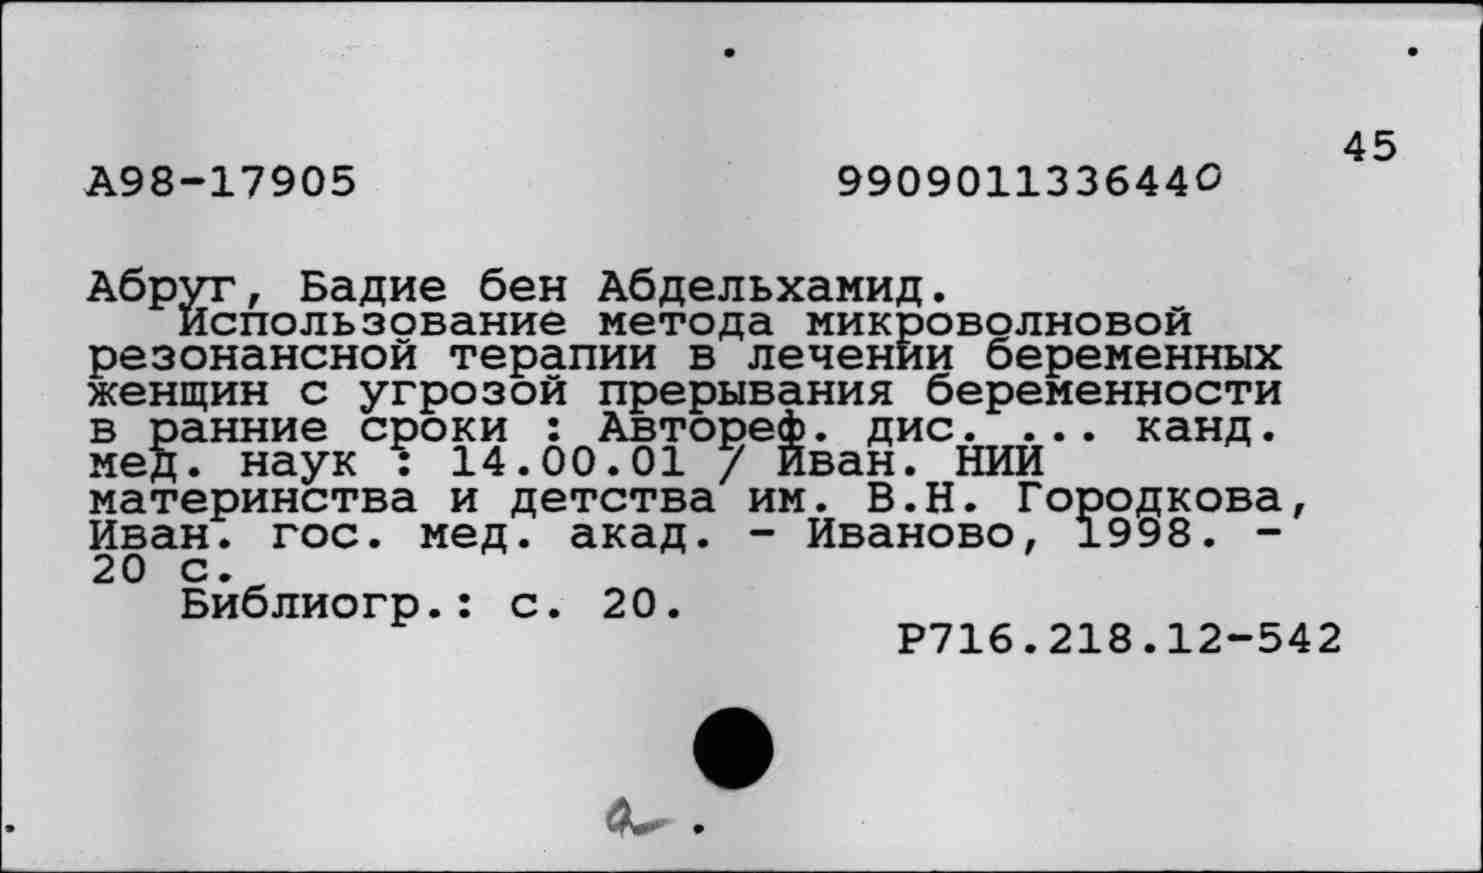 45
А98-17905 9909011336440
Абруг, Бадие бен Абдельхамид.
Использование метода микроволновой
резонансной терапии в лечении беременных
женщин с угрозой прерывания беременности
в ранние сроки : Автореф. дис. ... канд.
мед. наук : 14.00.01 / Иван. НИИ
материнства и детства им. В.Н. Городкова,
Иван. гос. мед. акад. - Иваново, 1998. -
20 с.
Библиогр.: с. 20.
Р716.218.12-542